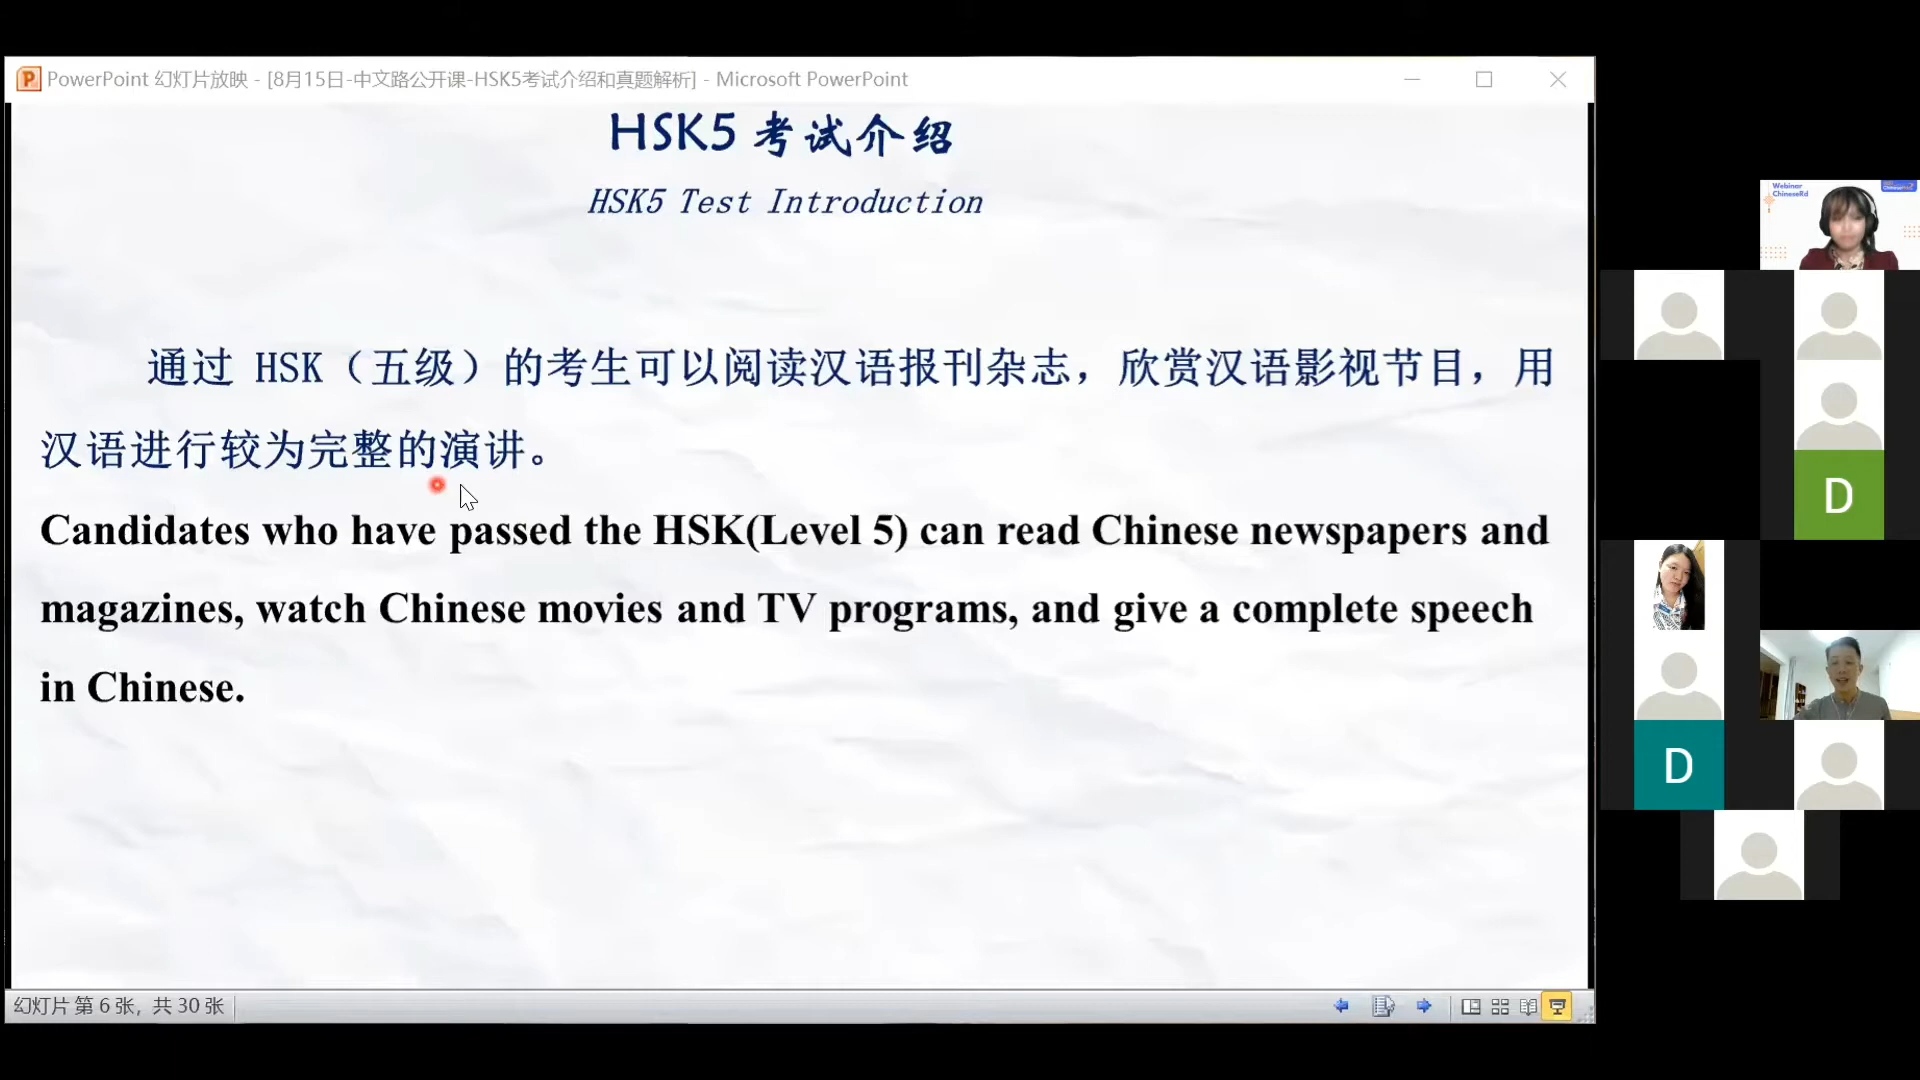 PowerPoint 幻灯片放映 - [8月15日-中文路公开课-HSK5考试介绍和真题解析] - Microsoft PowerPoint
HSK5 考试介绍
HSK5 Test Introduction
通过 HSK（五级）的考生可以阅读汉语报刊杂志，欣赏汉语影视节目，用
汉语进行较为完整的演讲。
Candidates who have passed the HSK(Level 5) can read Chinese newspapers and
magazines, watch Chinese movies and TV programs, and give a complete speech
in Chinese.
幻灯片 第 6 张，共 30 张
Webinar
ChineseRd
D
D